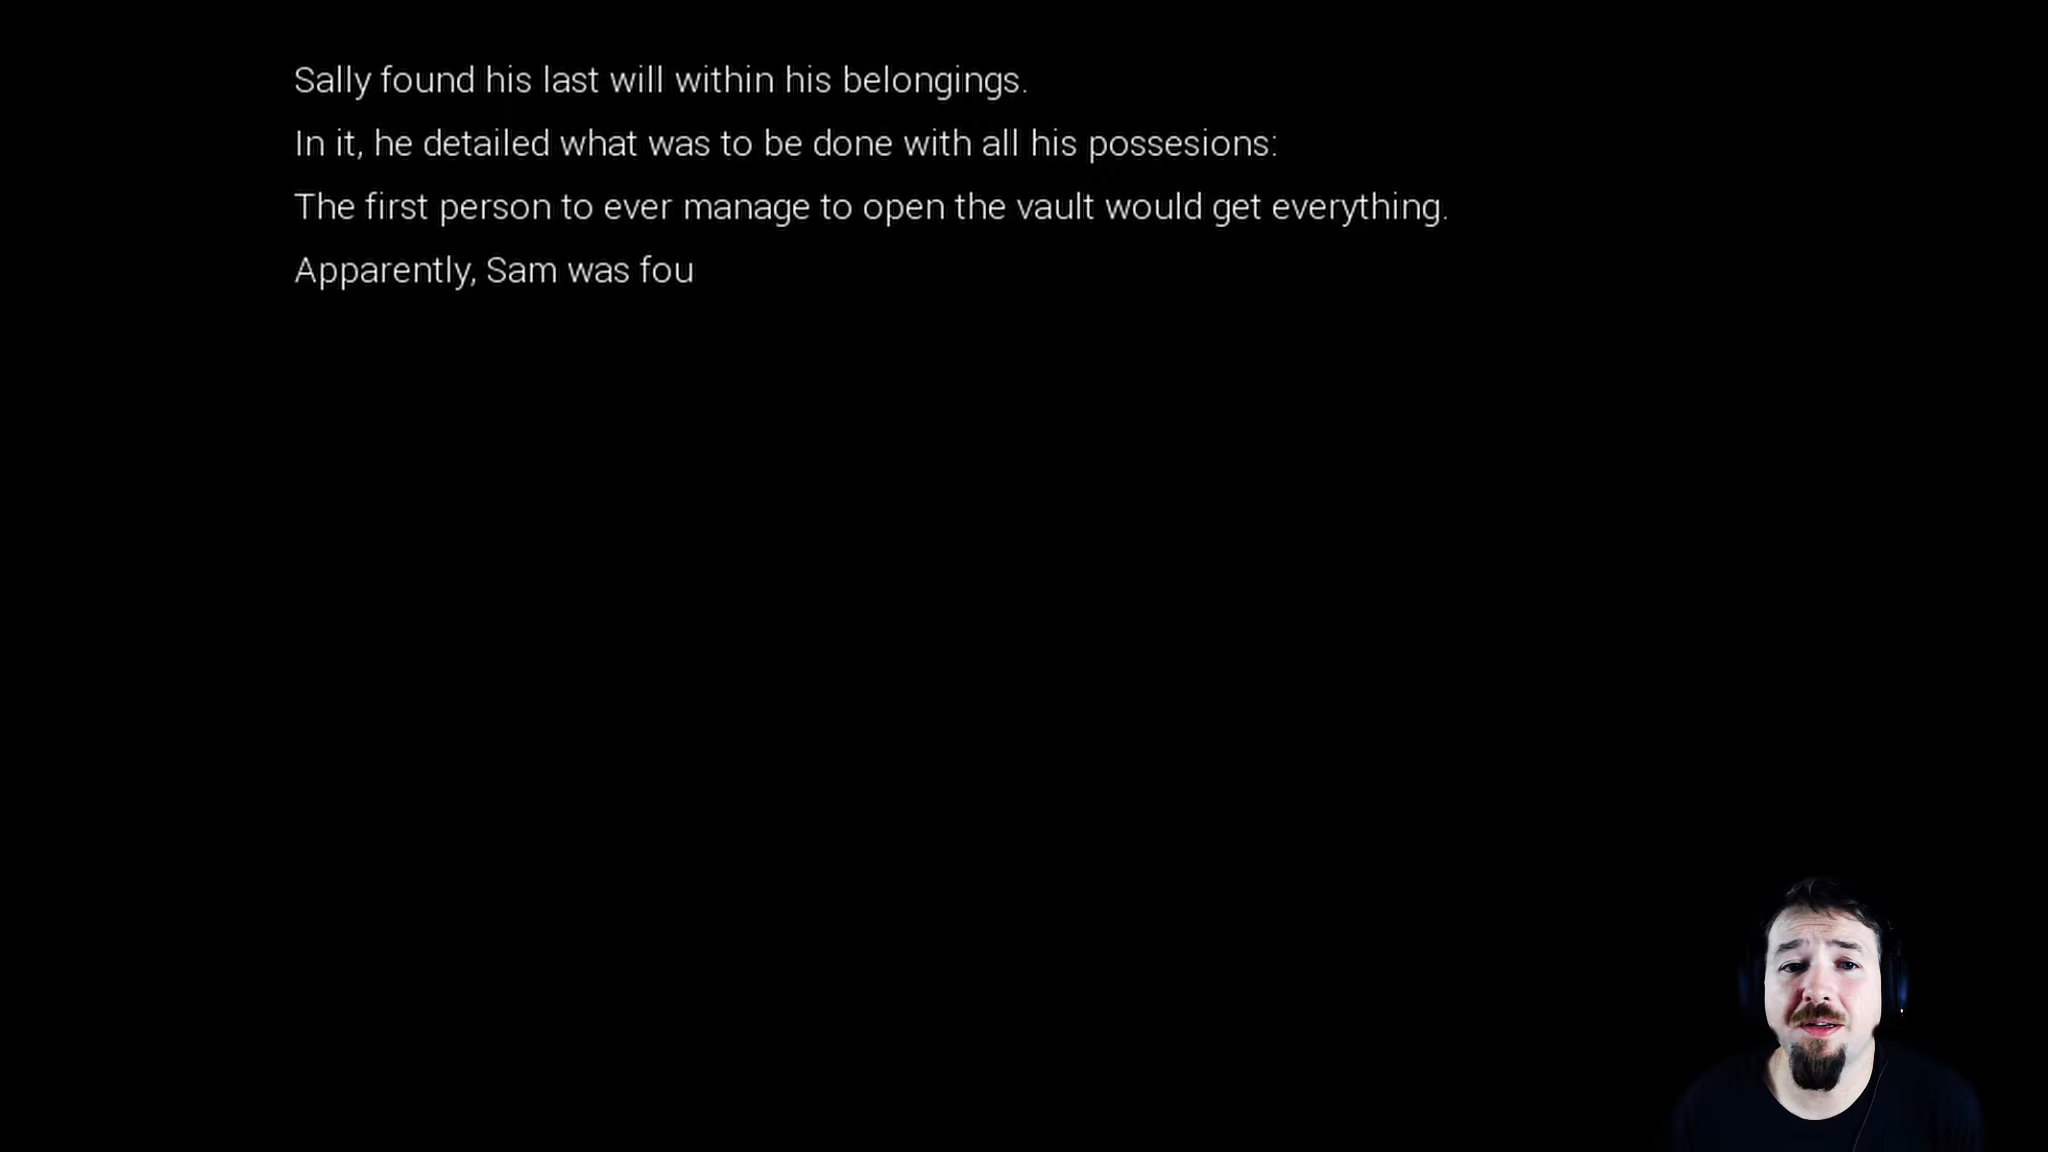 Sally found his last will within his belongings.
In it, he detailed what was to be done with all his possesions:
The first person to ever manage to open the vault would get everything.
Apparently, Sam was fou